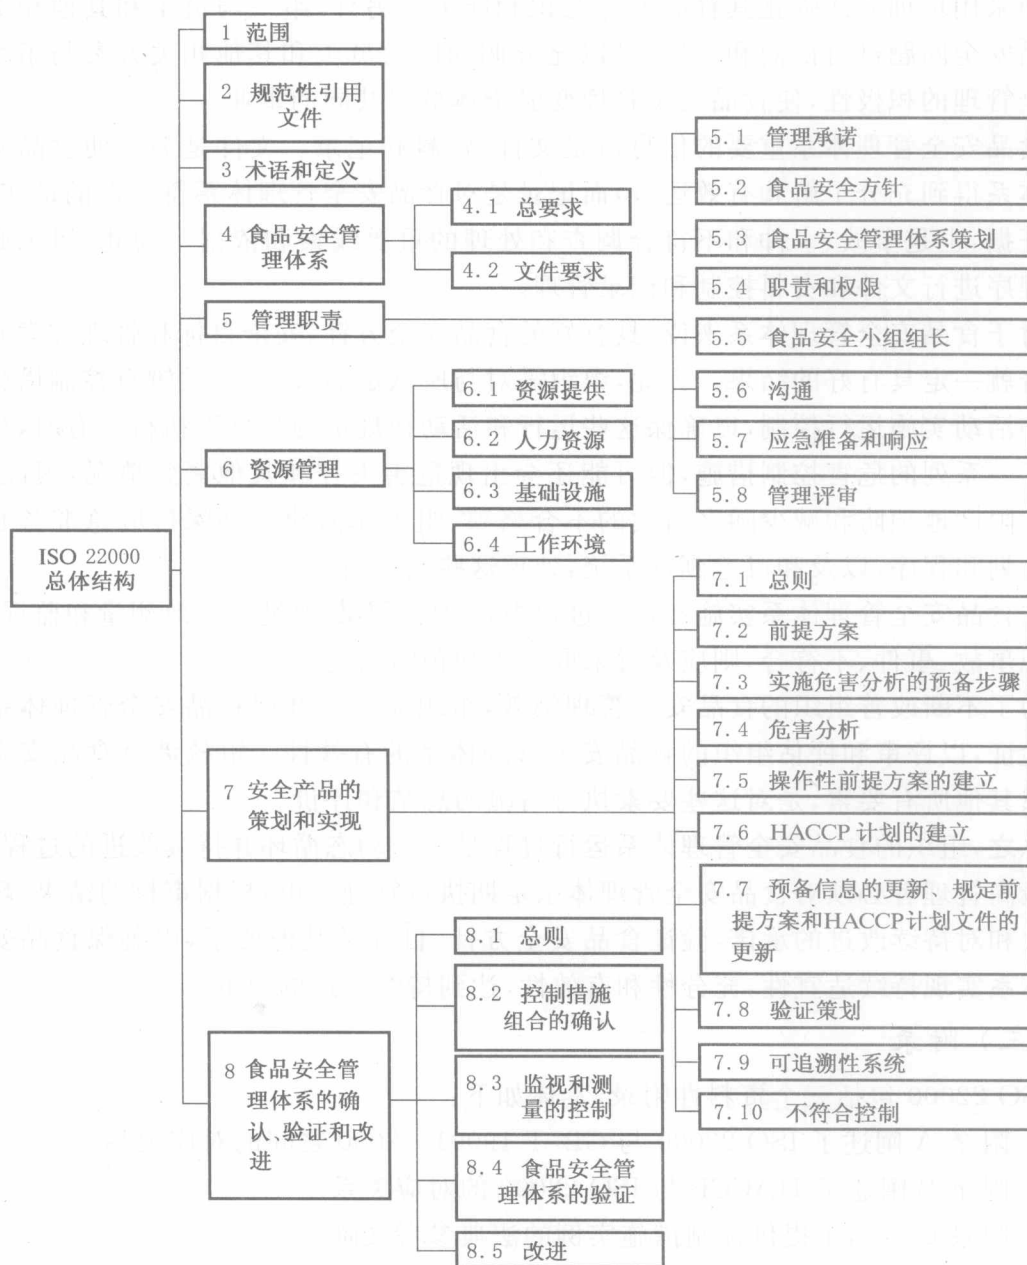 ISO 22000
总体结构
1 范围
2 规范性引用
文件
3 术语和定义
食品安全管
理体系
4.1 总要求
4.2 文件要求
5 管理职责
5.1 管理承诺
5.2 食品安全方针
5.3 食品安全管理体系策划
5.4 职责和权限
5.5 食品安全小组组长
5.6 沟通
5.7 应急准备和响应
5.8 管理评审
6 资源管理
6.1 资源提供
6.2 人力资源
6.3 基础设施
6.4 工作环境
7 安全产品的
策划和实现
7.1 总则
7.2 前提方案
7.3 实施危害分析的预备步骤
7.4 危害分析
7.5 操作性前提方案的建立
7.6 HACCP 计划的建立
7.7 预备信息的更新、规定前
提方案和HACCP计划文件的
更新
7.8 验证策划
7.9 可追溯性系统
7.10 不符合控制
8 食品安全管
理体系的确
认、验证和改
进
8.1 总则
8.2 控制措施
组合的确认
8.3 监视和测
量的控制
8.4 食品安全管
理体系的验证
8.5 改进